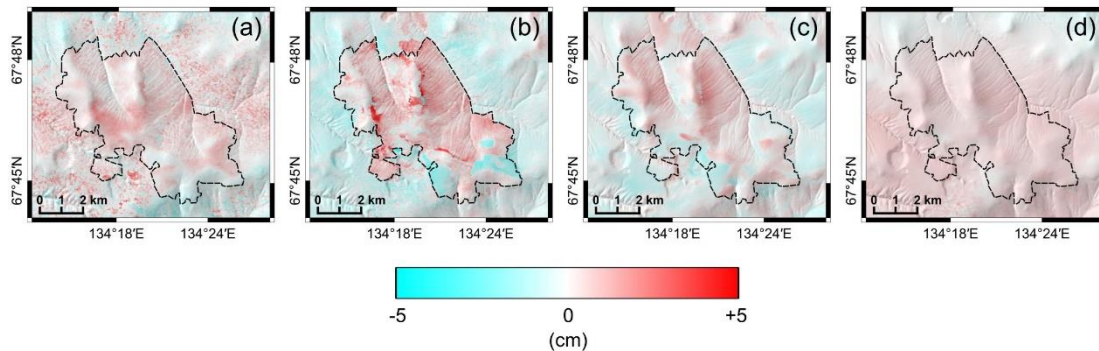 (a) (b) (c) (d)
67°48'N 67°48'N 67°48'N 67°48'N
67°45'N 67°45'N 67°45'N 67°45'N
0 1 2 km 0 1 2 km 0 1 2 km 0 1 2 km
134°18'E 134°24'E 134°18'E 134°24'E 134°18'E 134°24'E 134°18'E 134°24'E
-5 0 +5
(cm)